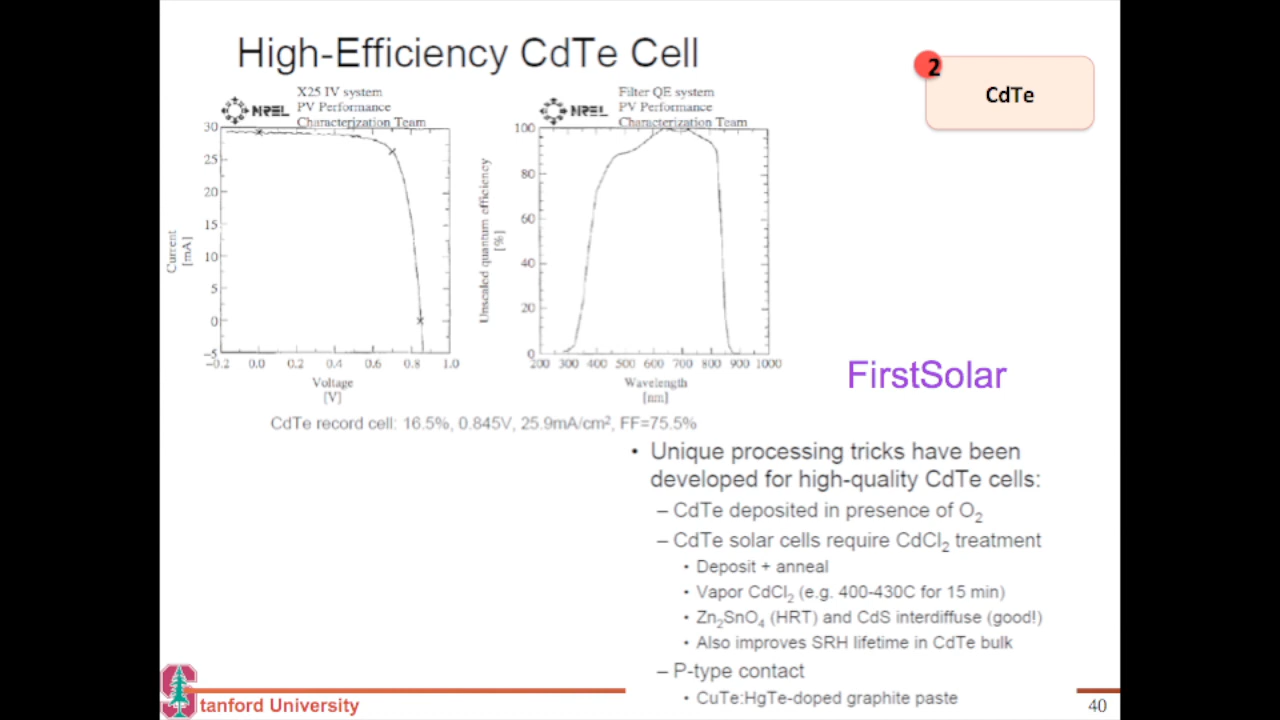 High-Efficiency CdTe Cell
2
CdTe
NREL
X25 IV system
PV Performance
Characterization Team
30
25
20
15
10
5
0
-5
Current
[mA]
-0.2 0.0 0.2 0.4 0.6 0.8 1.0
Voltage
[V]
NREL
Filter QE system
PV Performance
Characterization Team
100
80
60
40
20
0
Unscaled quantum efficiency
[%]
200 300 400 500 600 700 800 900 1000
Wavelength
[nm]
FirstSolar
CdTe record cell: 16.5%, 0.845V, 25.9mA/cm², FF=75.5%
• Unique processing tricks have been
developed for high-quality CdTe cells:
– CdTe deposited in presence of O₂
– CdTe solar cells require CdCl₂ treatment
• Deposit + anneal
• Vapor CdCl₂ (e.g. 400-430C for 15 min)
• Zn₂SnO₄ (HRT) and CdS interdiffuse (good!)
• Also improves SRH lifetime in CdTe bulk
– P-type contact
• CuTe:HgTe-doped graphite paste
Stanford University
40